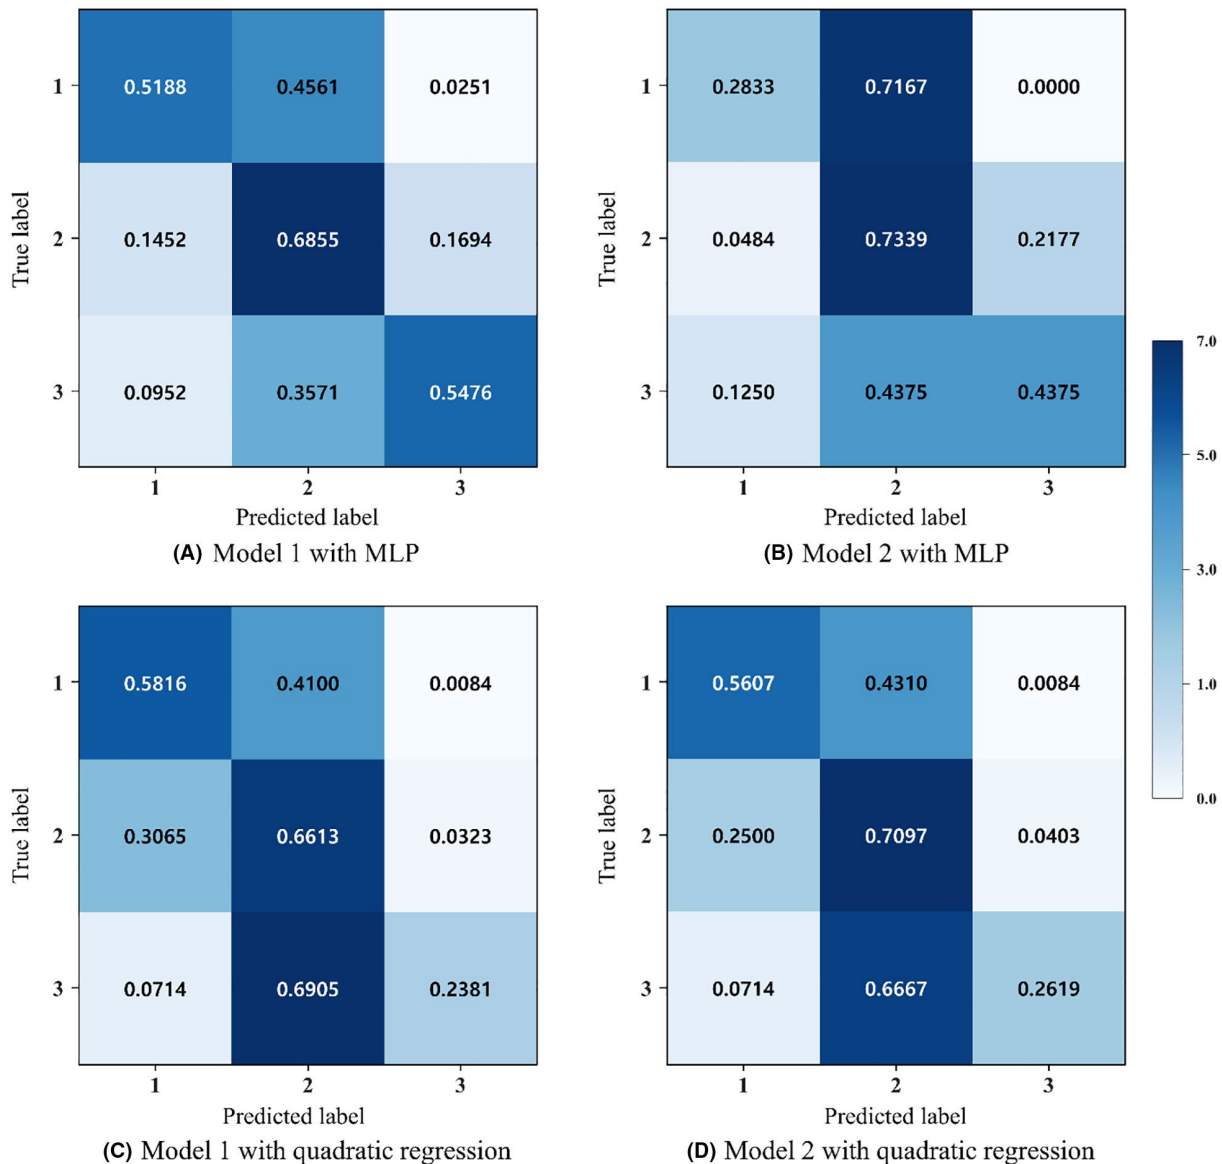 1 0.5188 0.4561 0.0251
2 0.1452 0.6855 0.1694
3 0.0952 0.3571 0.5476
True label
1 2 3
Predicted label
(A) Model 1 with MLP
1 0.2833 0.7167 0.0000
2 0.0484 0.7339 0.2177
3 0.1250 0.4375 0.4375
True label
1 2 3
Predicted label
(B) Model 2 with MLP
7.0
5.0
3.0
1.0
0.0
1 0.5816 0.4100 0.0084
2 0.3065 0.6613 0.0323
3 0.0714 0.6905 0.2381
True label
1 2 3
Predicted label
(C) Model 1 with quadratic regression
1 0.5607 0.4310 0.0084
2 0.2500 0.7097 0.0403
3 0.0714 0.6667 0.2619
True label
1 2 3
Predicted label
(D) Model 2 with quadratic regression